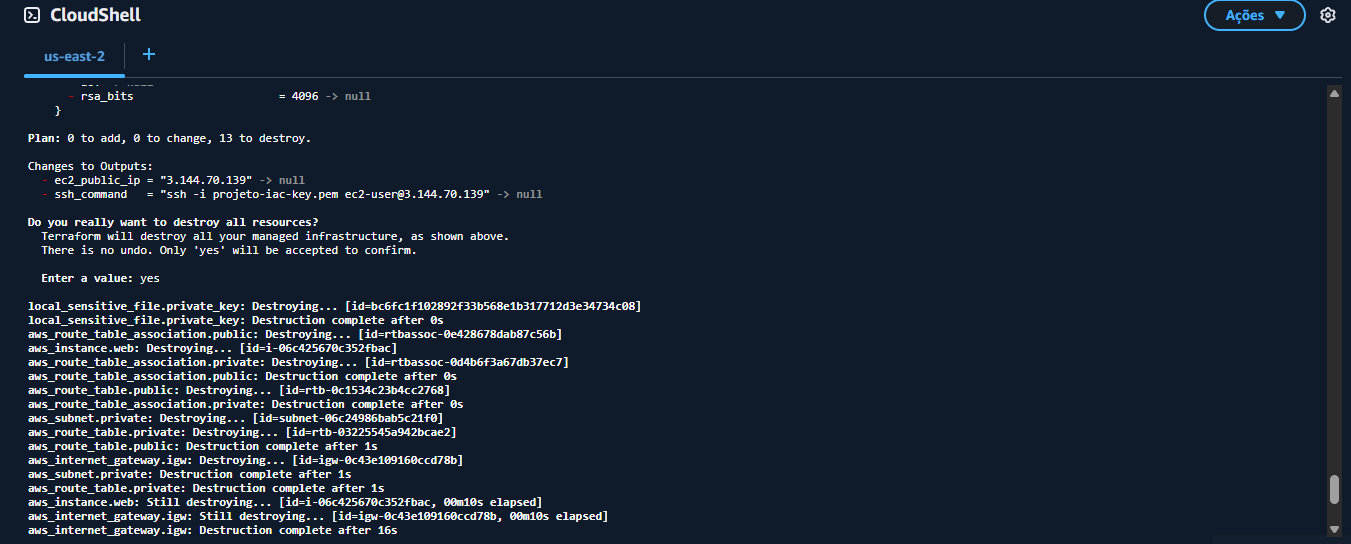 CloudShell
Ações ▼
us-east-2 +
- rsa_bits = 4096 -> null
}
Plan: 0 to add, 0 to change, 13 to destroy.
Changes to Outputs:
- ec2_public_ip = "3.144.70.139" -> null
- ssh_command = "ssh -i projeto-iac-key.pem ec2-user@3.144.70.139" -> null
Do you really want to destroy all resources?
Terraform will destroy all your managed infrastructure, as shown above.
There is no undo. Only 'yes' will be accepted to confirm.
Enter a value: yes
local_sensitive_file.private_key: Destroying... [id=bc6fc1f102892f33b568e1b317712d3e34734c08]
local_sensitive_file.private_key: Destruction complete after 0s
aws_route_table_association.public: Destroying... [id=rtbassoc-0e428678dab87c56b]
aws_instance.web: Destroying... [id=i-06c425670c352fbac]
aws_route_table_association.private: Destroying... [id=rtbassoc-0d4b6f3a67db37ec7]
aws_route_table_association.public: Destruction complete after 0s
aws_route_table.public: Destroying... [id=rtb-0c1534c23b4cc2768]
aws_route_table_association.private: Destruction complete after 0s
aws_subnet.private: Destroying... [id=subnet-06c24986bab5c21f0]
aws_route_table.private: Destroying... [id=rtb-03225545a942bcae2]
aws_route_table.public: Destruction complete after 1s
aws_internet_gateway.igw: Destroying... [id=igw-0c43e109160ccd78b]
aws_subnet.private: Destruction complete after 1s
aws_route_table.private: Destruction complete after 1s
aws_instance.web: Still destroying... [id=i-06c425670c352fbac, 00m10s elapsed]
aws_internet_gateway.igw: Still destroying... [id=igw-0c43e109160ccd78b, 00m10s elapsed]
aws_internet_gateway.igw: Destruction complete after 16s